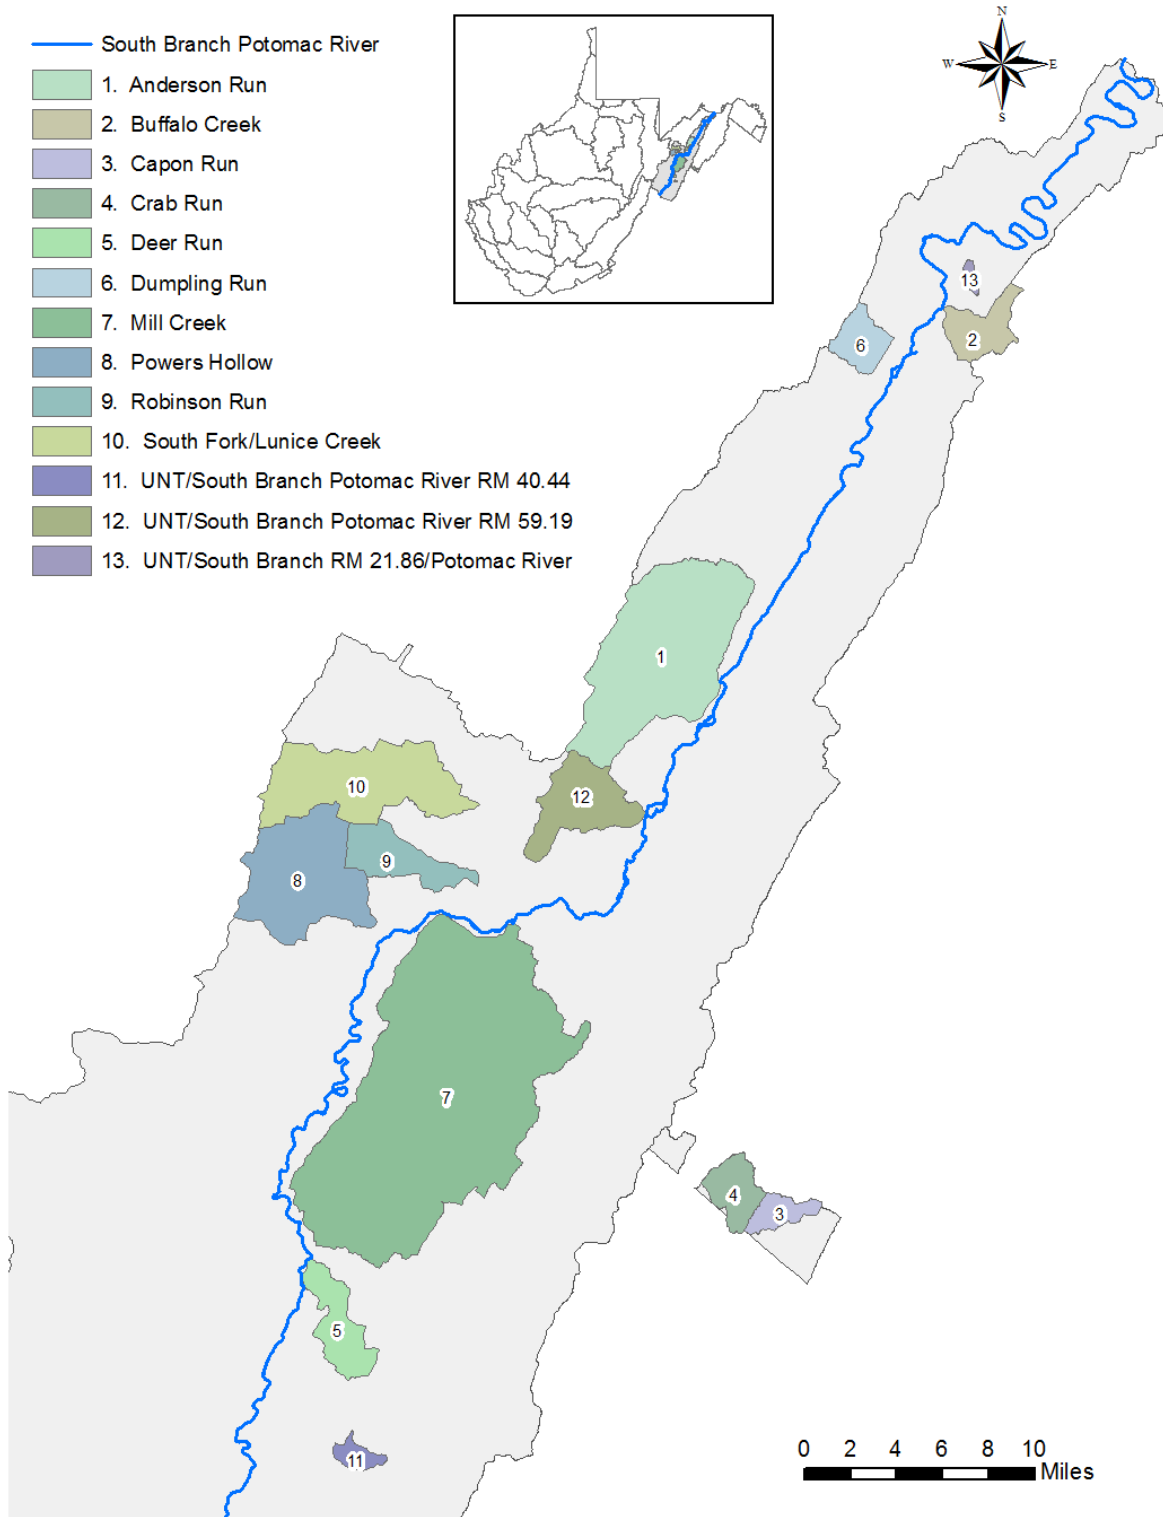 South Branch Potomac River
1. Anderson Run
2. Buffalo Creek
3. Capon Run
4. Crab Run
5. Deer Run
6. Dumpling Run
7. Mill Creek
8. Powers Hollow
9. Robinson Run
10. South Fork/Lunice Creek
11. UNT/South Branch Potomac River RM 40.44
12. UNT/South Branch Potomac River RM 59.19
13. UNT/South Branch RM 21.86/Potomac River
N
W E
S
13
2
6
1
10
12
9
8
7
4
3
5
11
0 2 4 6 8 10
Miles